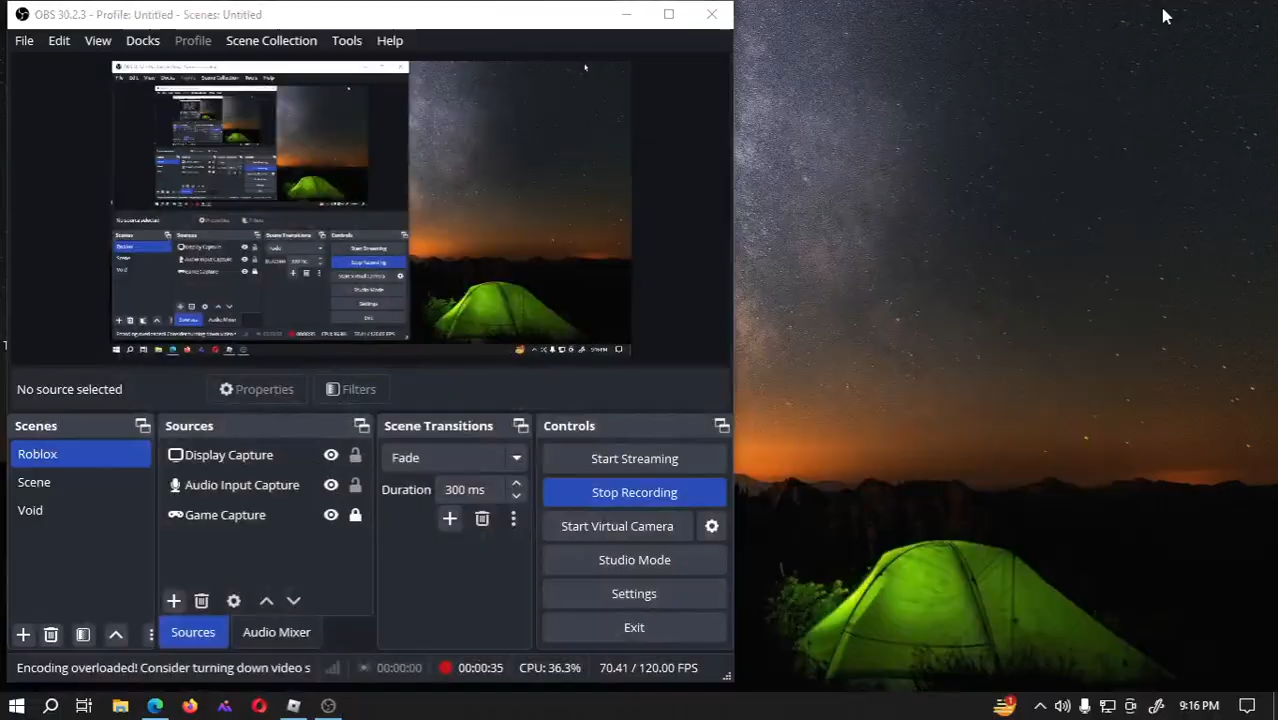 OBS 30.2.3 - Profile: Untitled - Scenes: Untitled
File Edit View Docks Profile Scene Collection Tools Help
No source selected Properties Filters
Scenes Sources Scene Transitions Controls
Roblox Display Capture Fade Start Streaming
Scene Audio Input Capture Duration 300 ms Stop Recording
Void Game Capture Start Virtual Camera
Studio Mode
Settings
Sources Audio Mixer Exit
Encoding overloaded! Consider turning down video s 00:00:00 00:00:35 CPU: 36.3% 70.41 / 120.00 FPS
9:16 PM